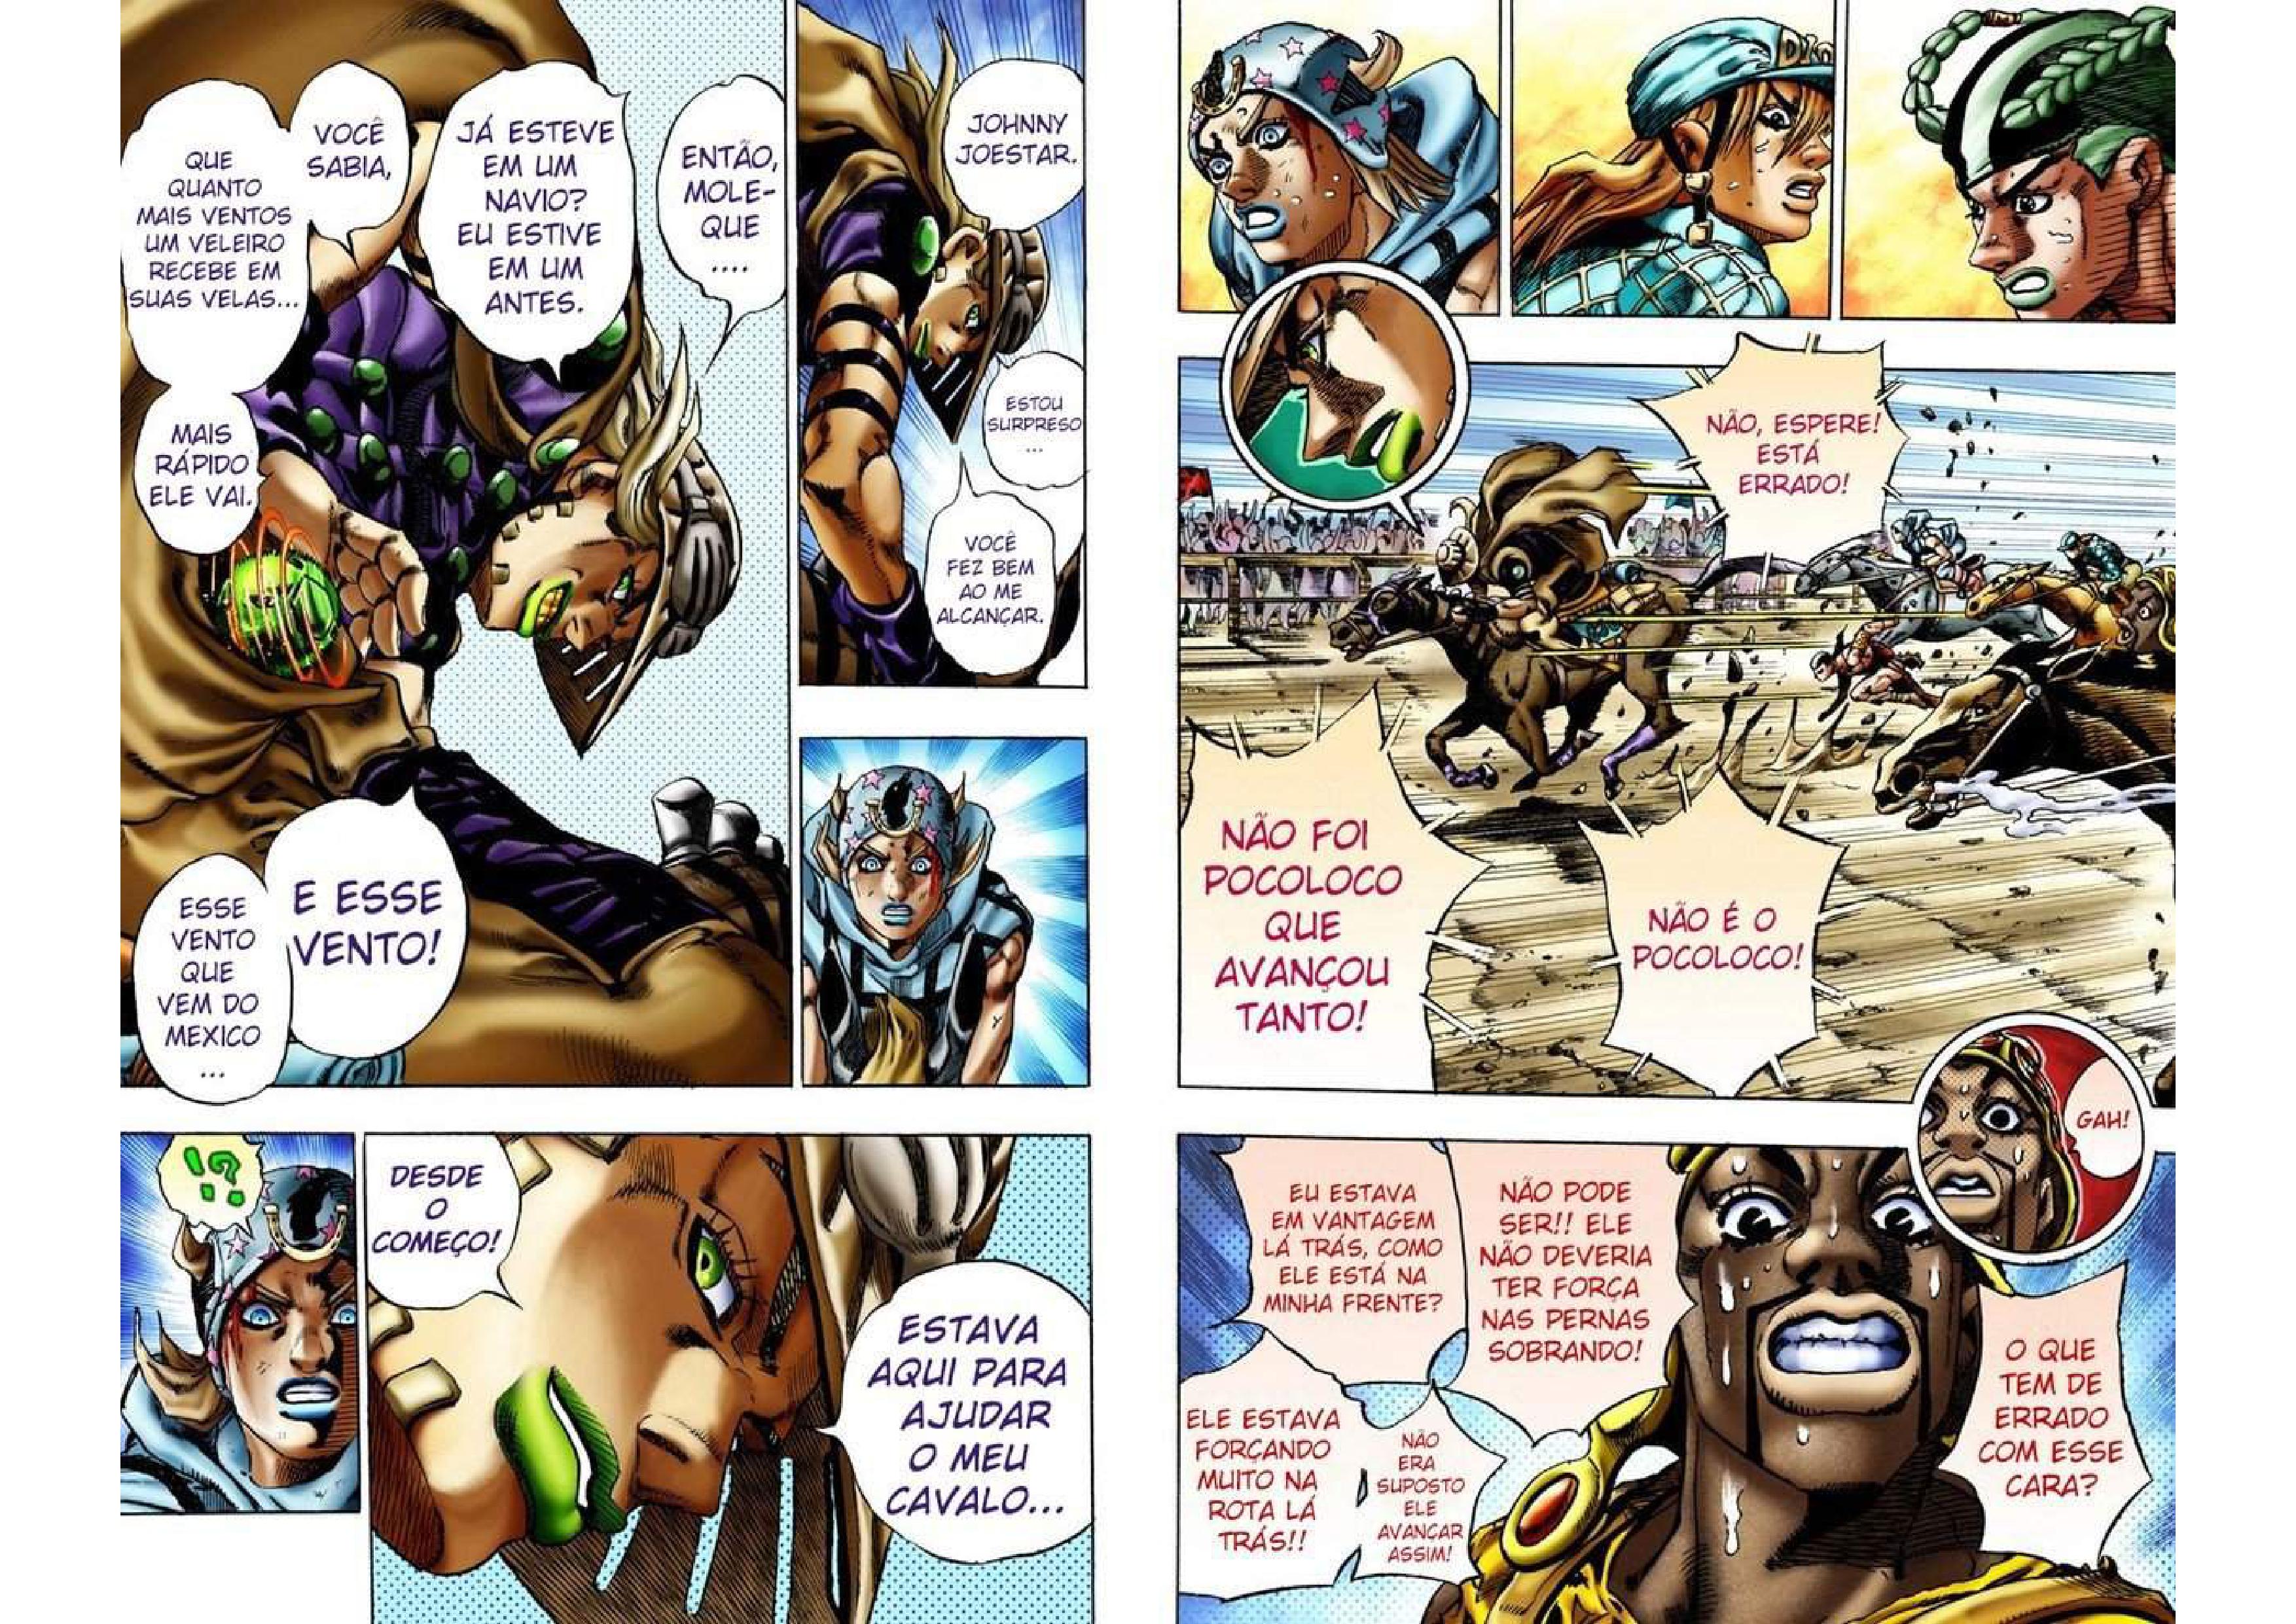 DIO
NÃO, ESPERE!
ESTÁ
ERRADO!
NÃO É O
POCOLOCO!
NÃO FOI
POCOLOCO
QUE
AVANÇOU
TANTO!
GAH!
O QUE
TEM DE
ERRADO
COM ESSE
CARA?
NÃO PODE
SER!! ELE
NÃO DEVERIA
TER FORÇA
NAS PERNAS
SOBRANDO!
EU ESTAVA
EM VANTAGEM
LÁ TRÁS, COMO
ELE ESTÁ NA
MINHA FRENTE?
NÃO
ERA
SUPOSTO
ELE
AVANCAR
ASSIM!
ELE ESTAVA
FORÇANDO
MUITO NA
ROTA LÁ
TRÁS!!
JOHNNY
JOESTAR.
ESTOU
SURPRESO
...
VOCÊ
FEZ BEM
AO ME
ALCANÇAR.
ENTÃO,
MOLE-
QUE
....
JÁ ESTEVE
EM UM
NAVIO?
EU ESTIVE
EM UM
ANTES.
VOCÊ
SABIA,
QUE
QUANTO
MAIS VENTOS
UM VELEIRO
RECEBE EM
SUAS VELAS...
MAIS
RÁPIDO
ELE VAI.
E ESSE
VENTO!
ESSE
VENTO
QUE
VEM DO
MEXICO
...
ESTAVA
AQUI PARA
AJUDAR
O MEU
CAVALO...
DESDE
O
COMEÇO!
!?